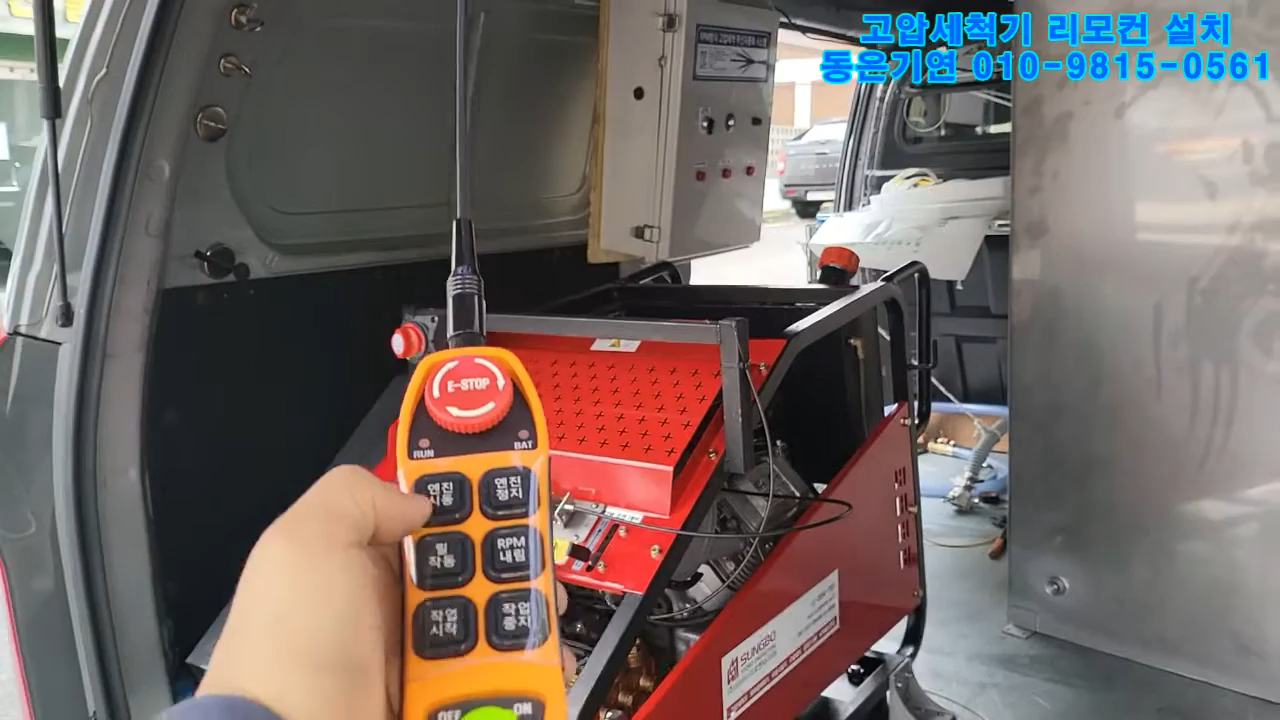 고압세척기 리모컨 설치
동은기연 010-9815-0561
E-STOP
RUN
BAT
엔진
시동
엔진
정지
릴
작동
RPM
내림
작업
시작
작업
중지
OFF
ON
SUNGBO